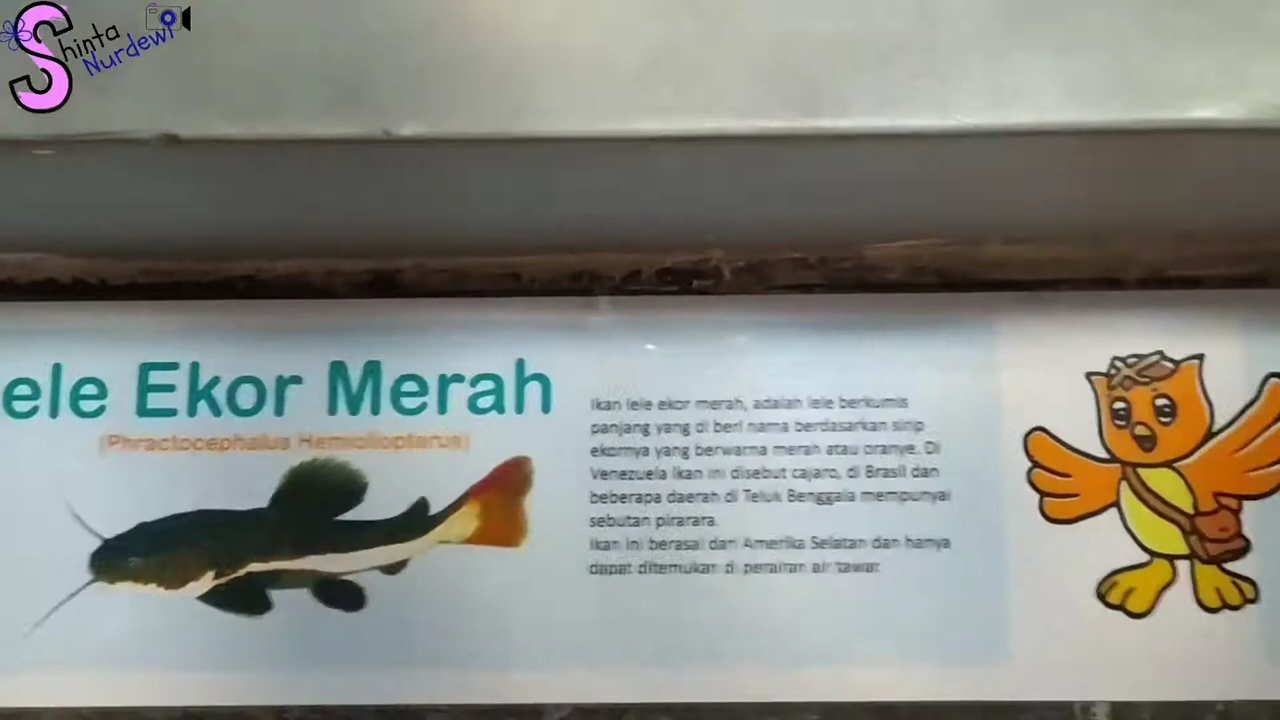 Shinta
Nurdewi
ele Ekor Merah
(Phractocephalus Hemioliopterus)
Ikan lele ekor merah, adalah lele berkumis
panjang yang di beri nama berdasarkan sirip
ekornya yang berwarna merah atau oranye. Di
Venezuela ikan ini disebut cajaro, di Brasil dan
beberapa daerah di Teluk Benggala mempunyai
sebutan pirarara.
Ikan ini berasal dari Amerika Selatan dan hanya
dapat ditemukan di perairan air tawar.